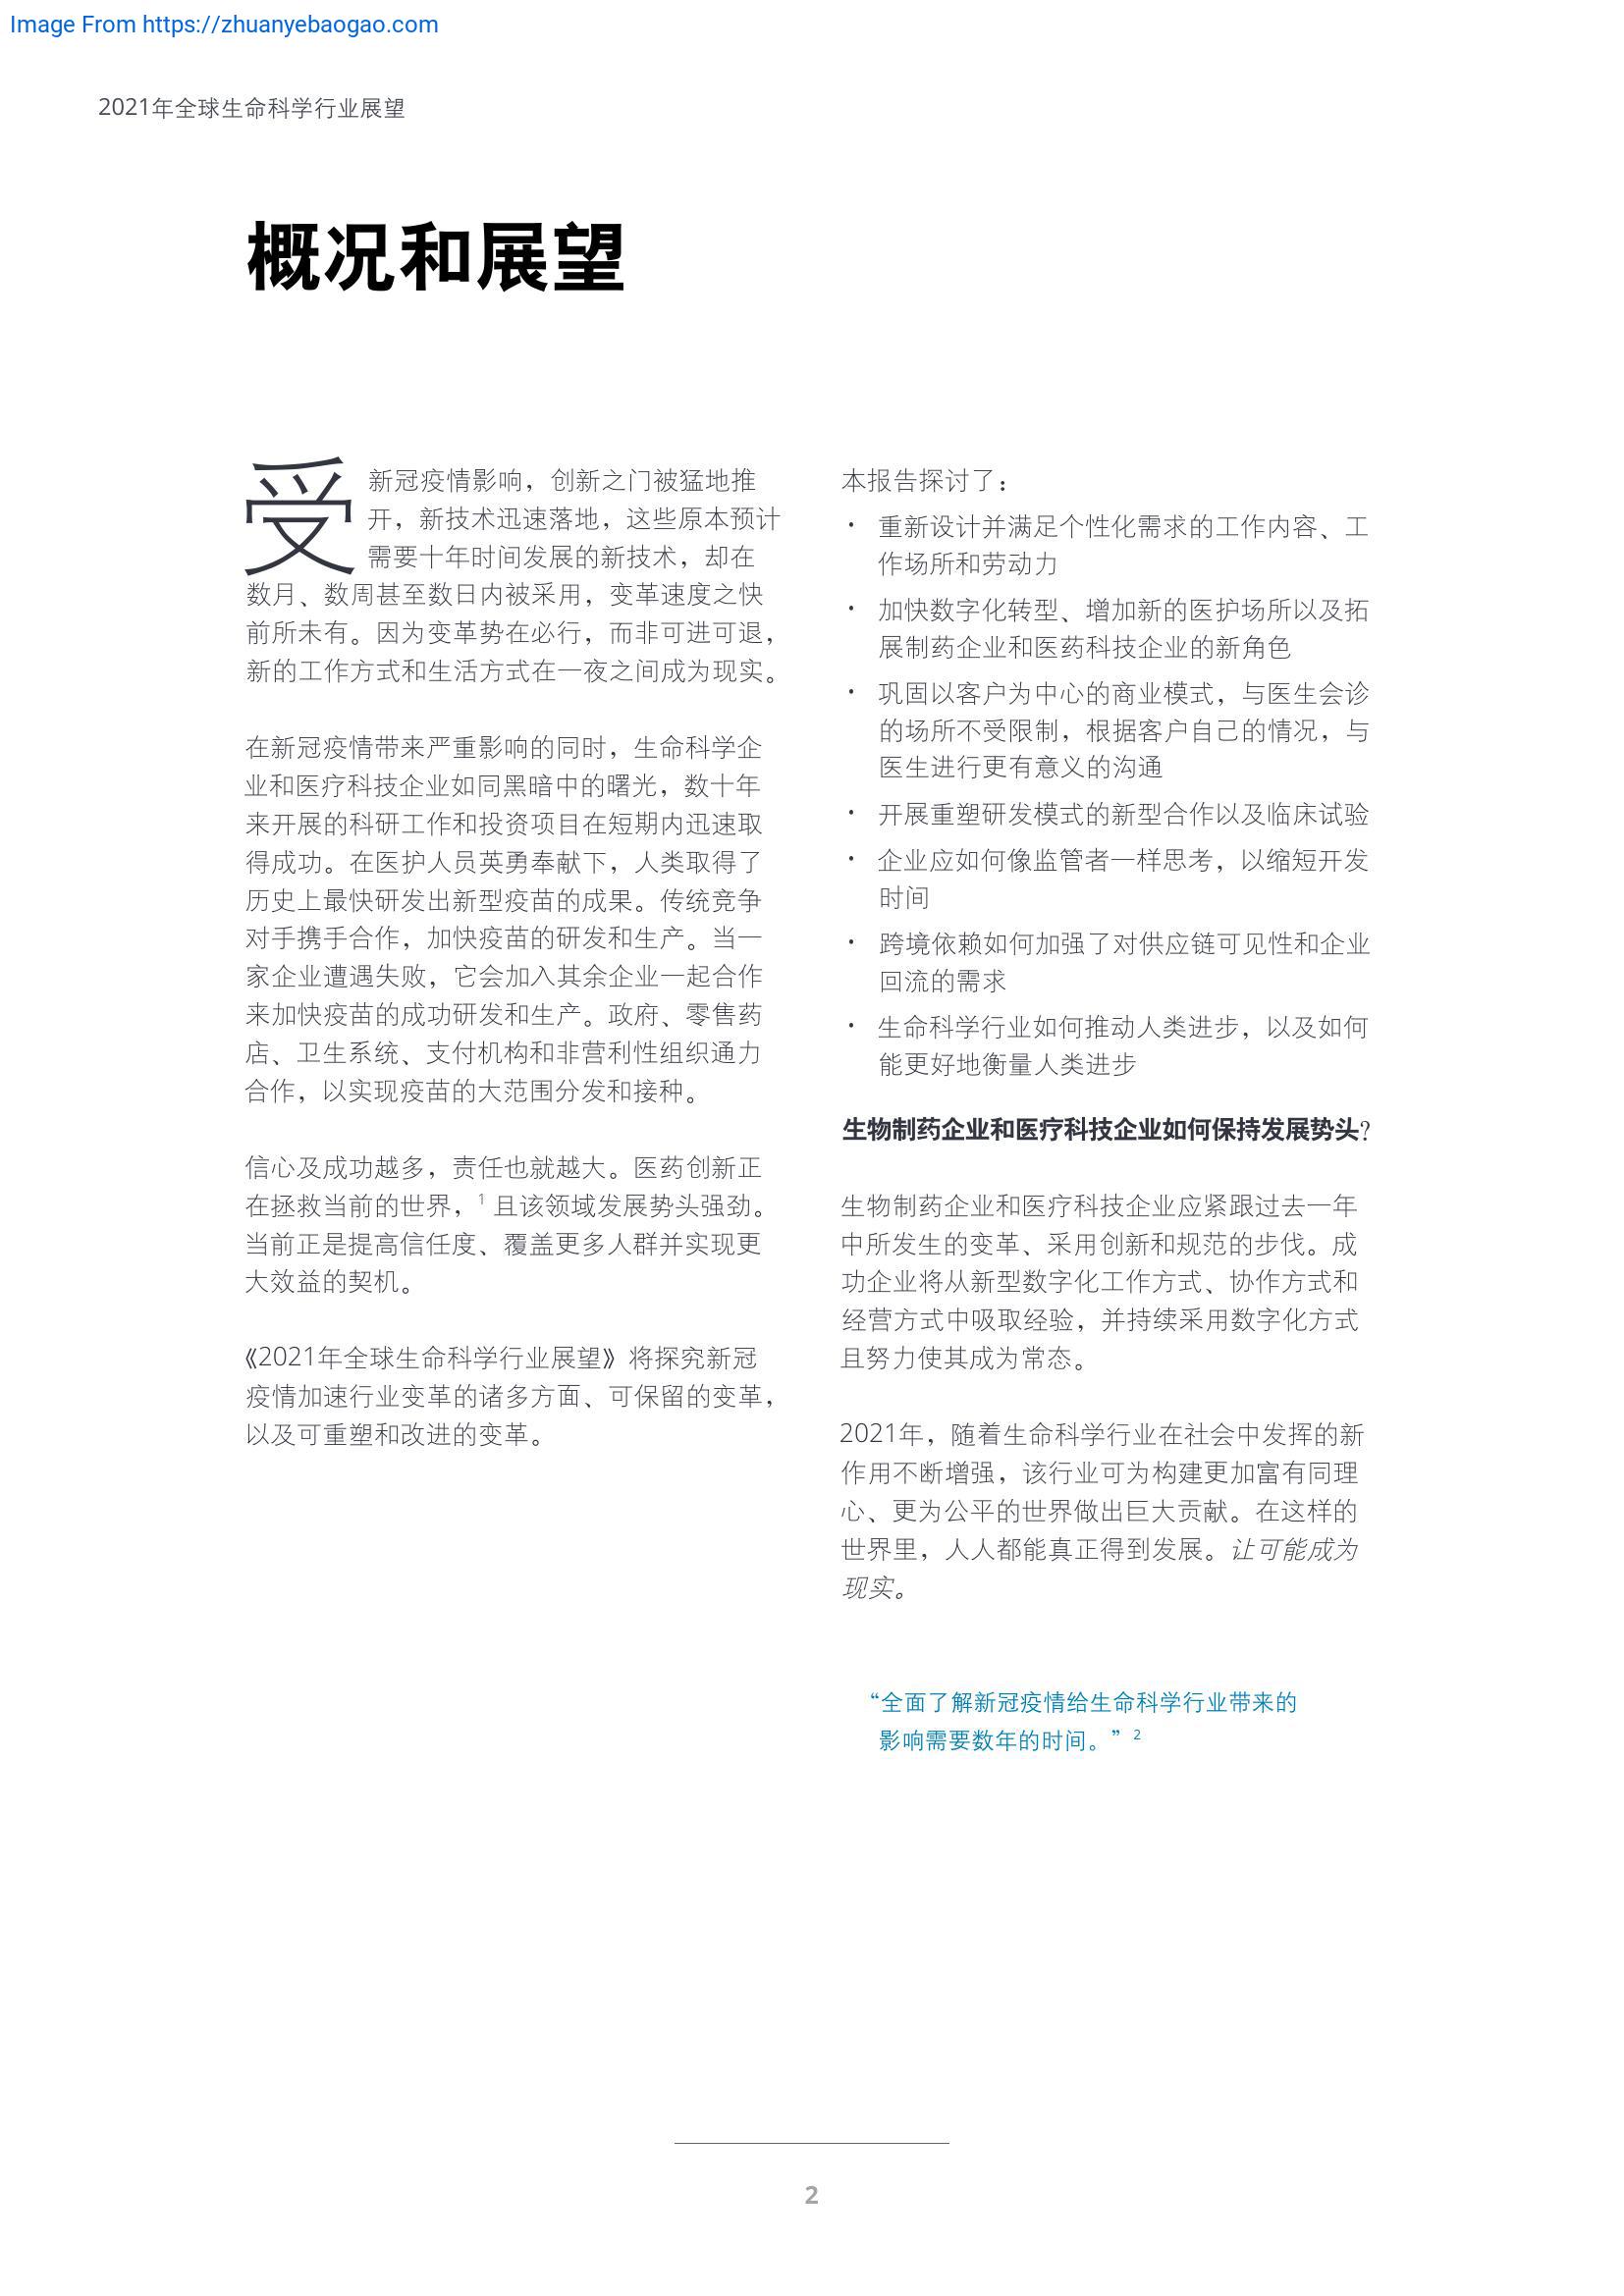 Image From https://zhuanyebaogao.com
2021年全球生命科学行业展望
概况和展望
受新冠疫情影响，创新之门被猛地推
开，新技术迅速落地，这些原本预计
需要十年时间发展的新技术，却在
数月、数周甚至数日内被采用，变革速度之快
前所未有。因为变革势在必行，而非可进可退，
新的工作方式和生活方式在一夜之间成为现实。
在新冠疫情带来严重影响的同时，生命科学企
业和医疗科技企业如同黑暗中的曙光，数十年
来开展的科研工作和投资项目在短期内迅速取
得成功。在医护人员英勇奉献下，人类取得了
历史上最快研发出新型疫苗的成果。传统竞争
对手携手合作，加快疫苗的研发和生产。当一
家企业遭遇失败，它会加入其余企业一起合作
来加快疫苗的成功研发和生产。政府、零售药
店、卫生系统、支付机构和非营利性组织通力
合作，以实现疫苗的大范围分发和接种。
信心及成功越多，责任也就越大。医药创新正
在拯救当前的世界，1 且该领域发展势头强劲。
当前正是提高信任度、覆盖更多人群并实现更
大效益的契机。
《2021年全球生命科学行业展望》将探究新冠
疫情加速行业变革的诸多方面、可保留的变革，
以及可重塑和改进的变革。
本报告探讨了：
• 重新设计并满足个性化需求的工作内容、工
作场所和劳动力
• 加快数字化转型、增加新的医护场所以及拓
展制药企业和医药科技企业的新角色
• 巩固以客户为中心的商业模式，与医生会诊
的场所不受限制，根据客户自己的情况，与
医生进行更有意义的沟通
• 开展重塑研发模式的新型合作以及临床试验
• 企业应如何像监管者一样思考，以缩短开发
时间
• 跨境依赖如何加强了对供应链可见性和企业
回流的需求
• 生命科学行业如何推动人类进步，以及如何
能更好地衡量人类进步
生物制药企业和医疗科技企业如何保持发展势头？
生物制药企业和医疗科技企业应紧跟过去一年
中所发生的变革、采用创新和规范的步伐。成
功企业将从新型数字化工作方式、协作方式和
经营方式中吸取经验，并持续采用数字化方式
且努力使其成为常态。
2021年，随着生命科学行业在社会中发挥的新
作用不断增强，该行业可为构建更加富有同理
心、更为公平的世界做出巨大贡献。在这样的
世界里，人人都能真正得到发展。让可能成为
现实。
“全面了解新冠疫情给生命科学行业带来的
影响需要数年的时间。” 2
2